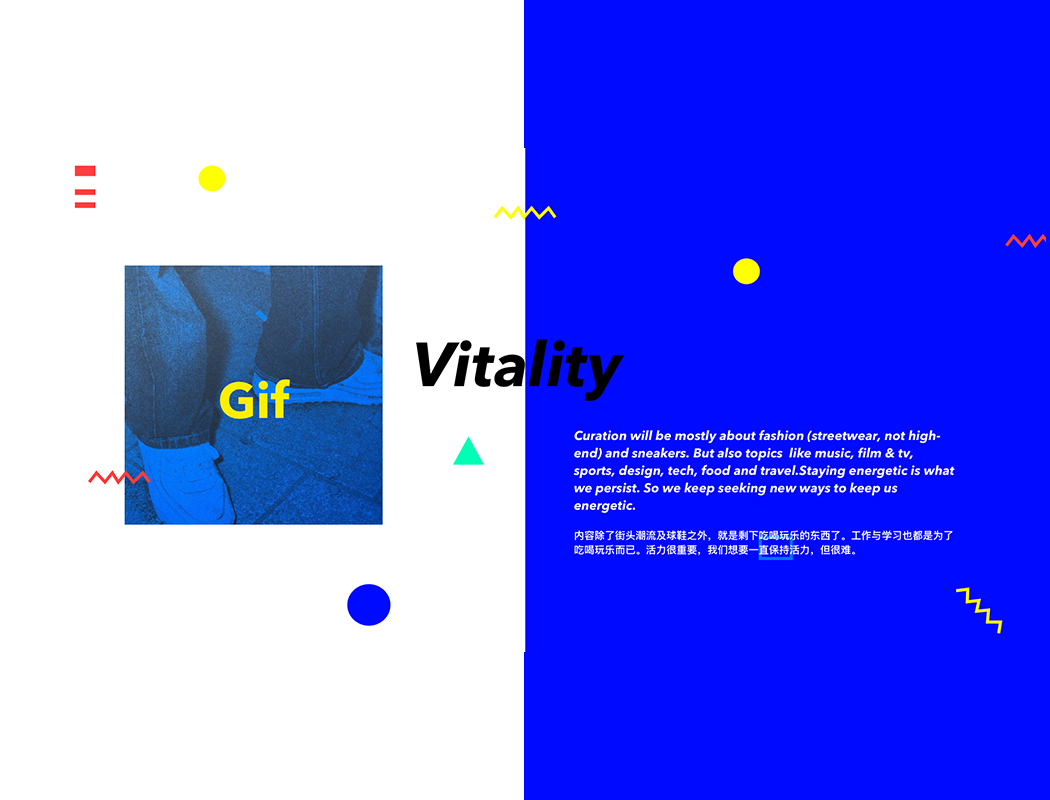 Gif
Vitality
Curation will be mostly about fashion (streetwear, not high-
end) and sneakers. But also topics  like music, film & tv,
sports, design, tech, food and travel.Staying energetic is what
we persist. So we keep seeking new ways to keep us
energetic.
内容除了街头潮流及球鞋之外，就是剩下吃喝玩乐的东西了。工作与学习也都是为了
吃喝玩乐而已。活力很重要，我们想要一直保持活力，但很难。